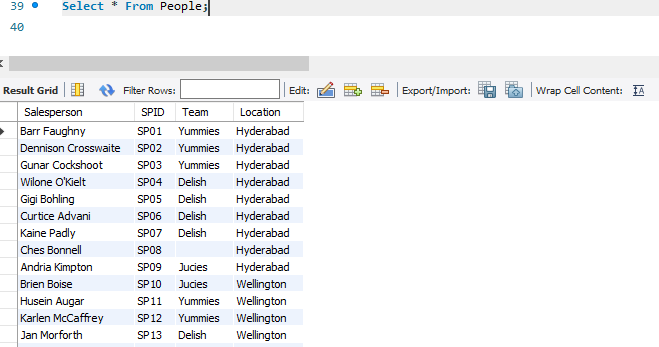 39 Select * From People;
40
Result Grid Filter Rows: Edit: Export/Import: Wrap Cell Content: IA
Salesperson SPID Team Location
Barr Faughny SP01 Yummies Hyderabad
Dennison Crosswaite SP02 Yummies Hyderabad
Gunar Cockshoot SP03 Yummies Hyderabad
Wilone O'Kielt SP04 Delish Hyderabad
Gigi Bohling SP05 Delish Hyderabad
Curtice Advani SP06 Delish Hyderabad
Kaine Padly SP07 Delish Hyderabad
Ches Bonnell SP08 Hyderabad
Andria Kimpton SP09 Jucies Hyderabad
Brien Boise SP10 Jucies Wellington
Husein Augar SP11 Yummies Wellington
Karlen McCaffrey SP12 Yummies Wellington
Jan Morforth SP13 Delish Wellington